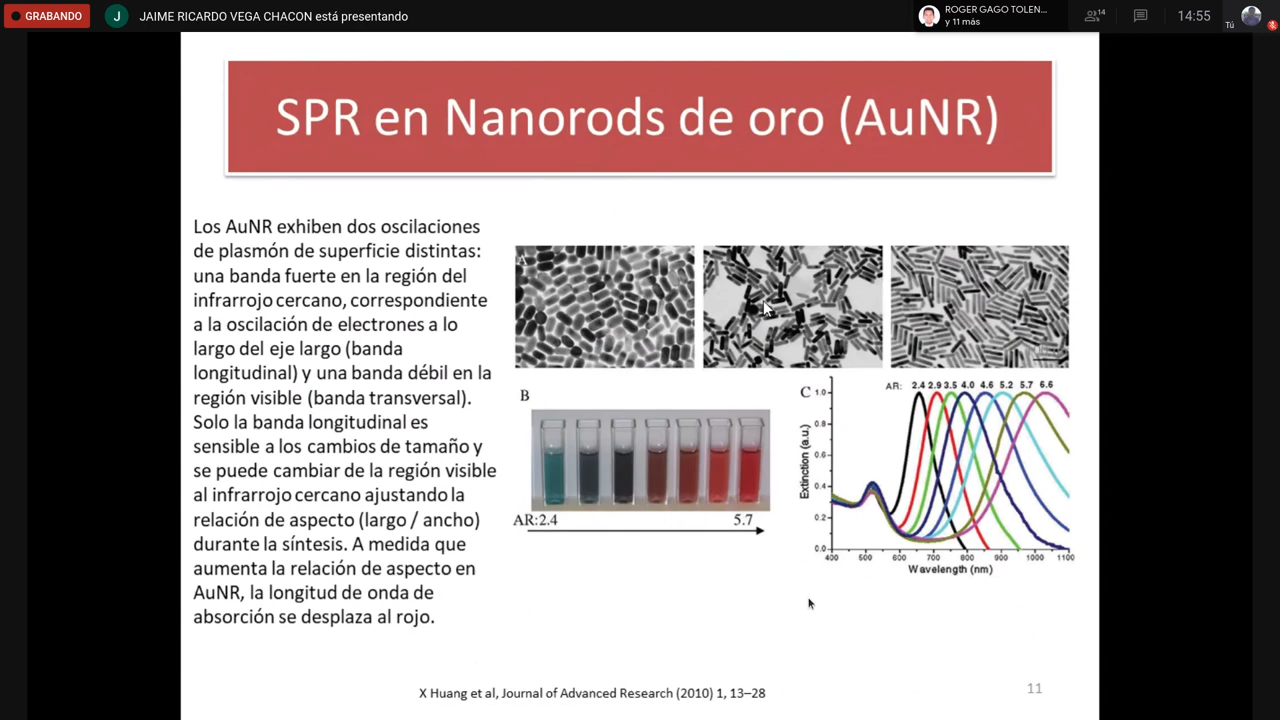 GRABANDO
J
JAIME RICARDO VEGA CHACON está presentando
ROGER GAGO TOLEN...
y 11 más
14
14:55
Tú
SPR en Nanorods de oro (AuNR)
Los AuNR exhiben dos oscilaciones
de plasmón de superficie distintas:
una banda fuerte en la región del
infrarrojo cercano, correspondiente
a la oscilación de electrones a lo
largo del eje largo (banda
longitudinal) y una banda débil en la
región visible (banda transversal).
Solo la banda longitudinal es
sensible a los cambios de tamaño y
se puede cambiar de la región visible
al infrarrojo cercano ajustando la
relación de aspecto (largo / ancho)
durante la síntesis. A medida que
aumenta la relación de aspecto en
AuNR, la longitud de onda de
absorción se desplaza al rojo.
A
B
AR:2.4 5.7
C
AR: 2.4 2.9 3.5 4.0 4.6 5.2 5.7 6.6
Extinction (a.u.)
1.0
0.8
0.6
0.4
0.2
0.0
400 500 600 700 800 900 1000 1100
Wavelength (nm)
X Huang et al, Journal of Advanced Research (2010) 1, 13–28
11